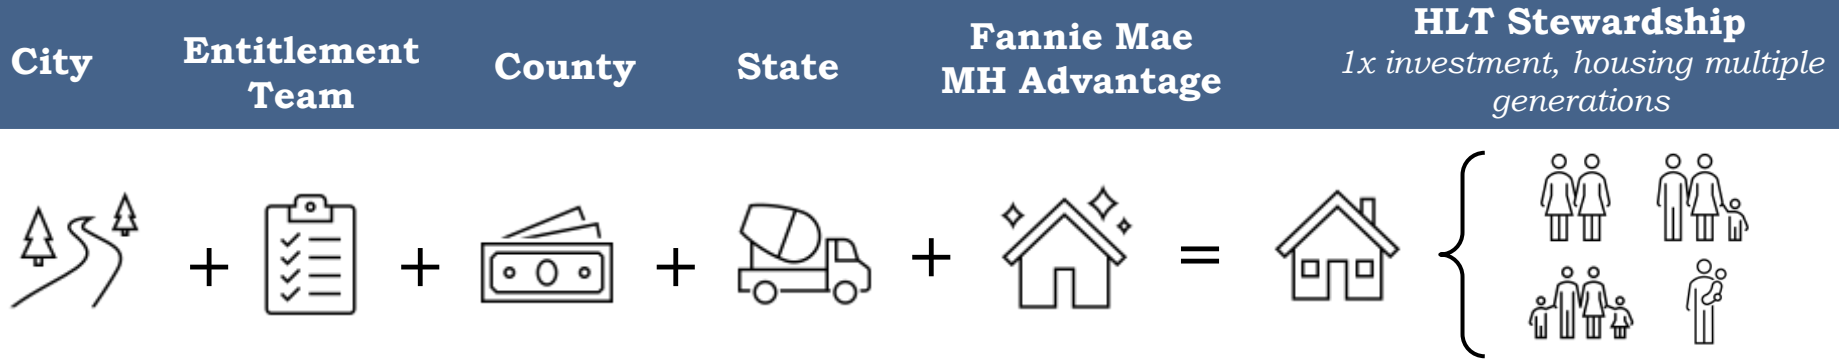 City
Entitlement
Team
County
State
Fannie Mae
MH Advantage
HLT Stewardship
1x investment, housing multiple
generations
+ + + + =